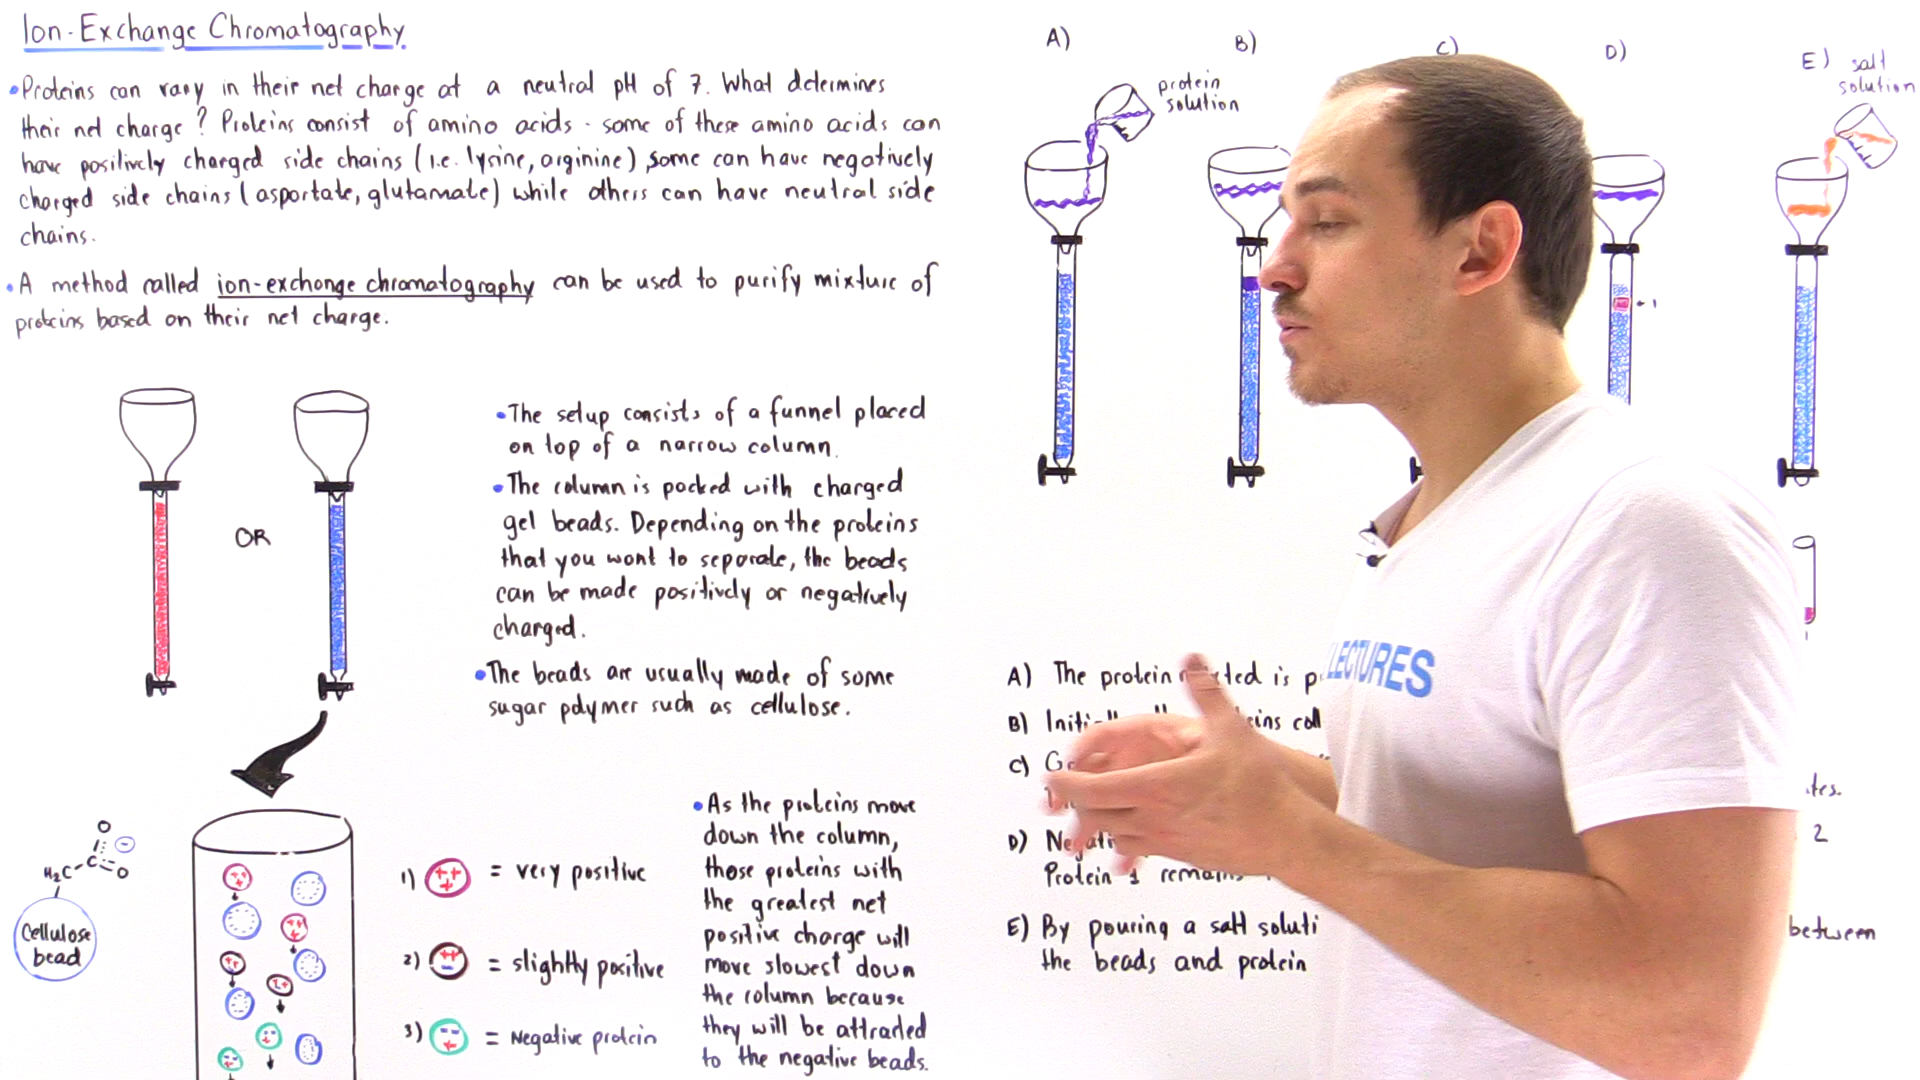 Ion-Exchange Chromatography
•Proteins can vary in their net charge at a neutral pH of 7. What determines
their net charge? Proteins consist of amino acids - some of these amino acids can
have positively charged side chains (i.e. lysine, arginine), some can have negatively
charged side chains (aspartate, glutamate) while others can have neutral side
chains.
•A method called ion-exchange chromatography can be used to purify mixture of
proteins based on their net charge.
OR
•The setup consists of a funnel placed
on top of a narrow column.
•The column is packed with charged
gel beads. Depending on the proteins
that you want to separate, the beads
can be made positively or negatively
charged.
•The beads are usually made of some
sugar polymer such as cellulose.
O
H₂C-C
O
Cellulose
bead
1) ++ + = very positive
2) ++ - = slightly positive
3) -- + = Negative protein
•As the proteins move
down the column,
those proteins with
the greatest net
positive charge will
move slowest down
the column because
they will be attracted
to the negative beads.
A)
protein
solution
B)
C)
D)
1
E) salt
solution
1
A) The protein is
B) coll
C)
D)
Protein 1
2
E) By pouring a salt between
the beads and protein
LECTURES